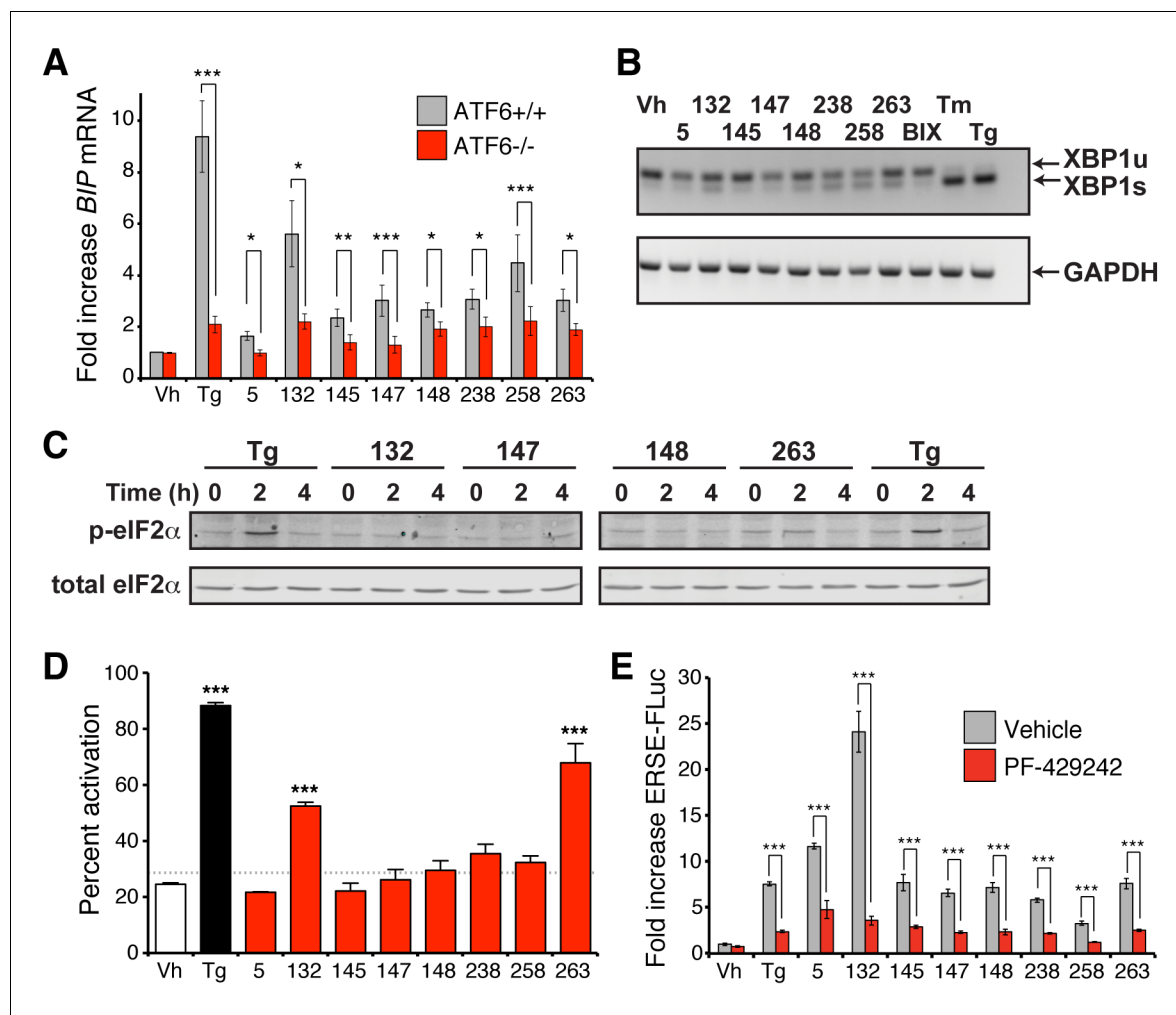 A
Fold increase BIP mRNA
10
8
6
4
2
0
ATF6+/+
ATF6-/-
***
*
*
**
***
*
*
***
*
Vh Tg 5 132 145 147 148 238 258 263
B
Vh 132 147 238 263 Tm
5 145 148 258 BIX Tg
XBP1u
XBP1s
GAPDH
C
Tg 132 147 148 263 Tg
Time (h) 0 2 4 0 2 4 0 2 4 0 2 4 0 2 4 0 2 4
p-eIF2α
total eIF2α
D
Percent activation
100
80
60
40
20
0
*** *** ***
Vh Tg 5 132 145 147 148 238 258 263
E
Fold increase ERSE-FLuc
30
25
20
15
10
5
0
Vehicle
PF-429242
*** *** *** *** *** *** *** *** ***
Vh Tg 5 132 145 147 148 238 258 263